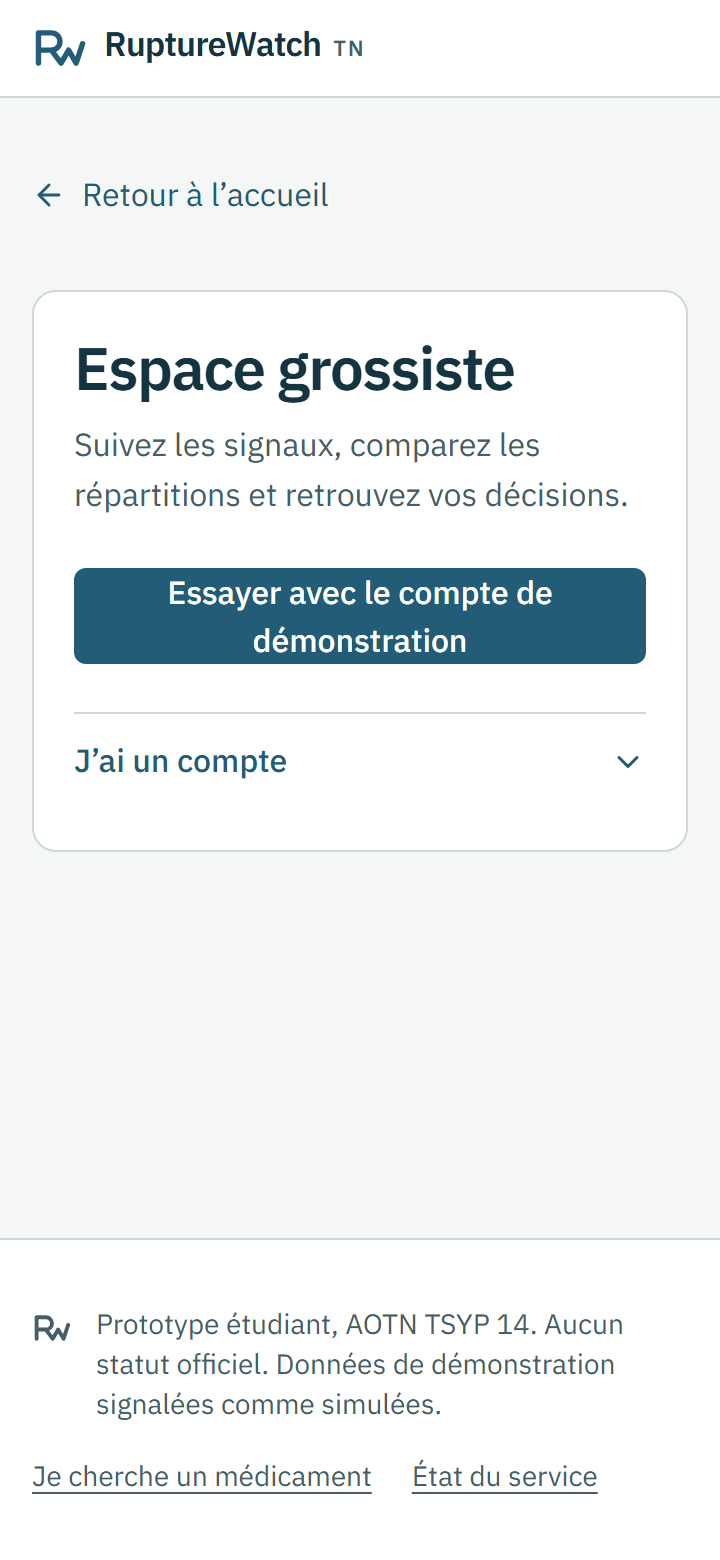 RW RuptureWatch TN
Retour à l’accueil
Espace grossiste
Suivez les signaux, comparez les
répartitions et retrouvez vos décisions.
Essayer avec le compte de
démonstration
J’ai un compte
RW Prototype étudiant, AOTN TSYP 14. Aucun
statut officiel. Données de démonstration
signalées comme simulées.
Je cherche un médicament État du service